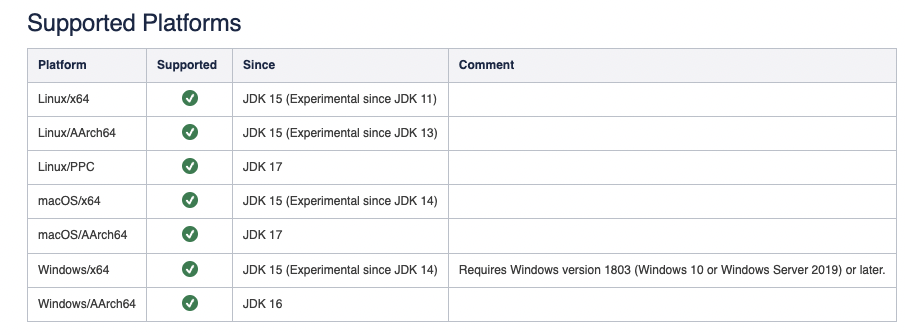 Supported Platforms
Platform Supported Since Comment
Linux/x64 JDK 15 (Experimental since JDK 11)
Linux/AArch64 JDK 15 (Experimental since JDK 13)
Linux/PPC JDK 17
macOS/x64 JDK 15 (Experimental since JDK 14)
macOS/AArch64 JDK 17
Windows/x64 JDK 15 (Experimental since JDK 14) Requires Windows version 1803 (Windows 10 or Windows Server 2019) or later.
Windows/AArch64 JDK 16